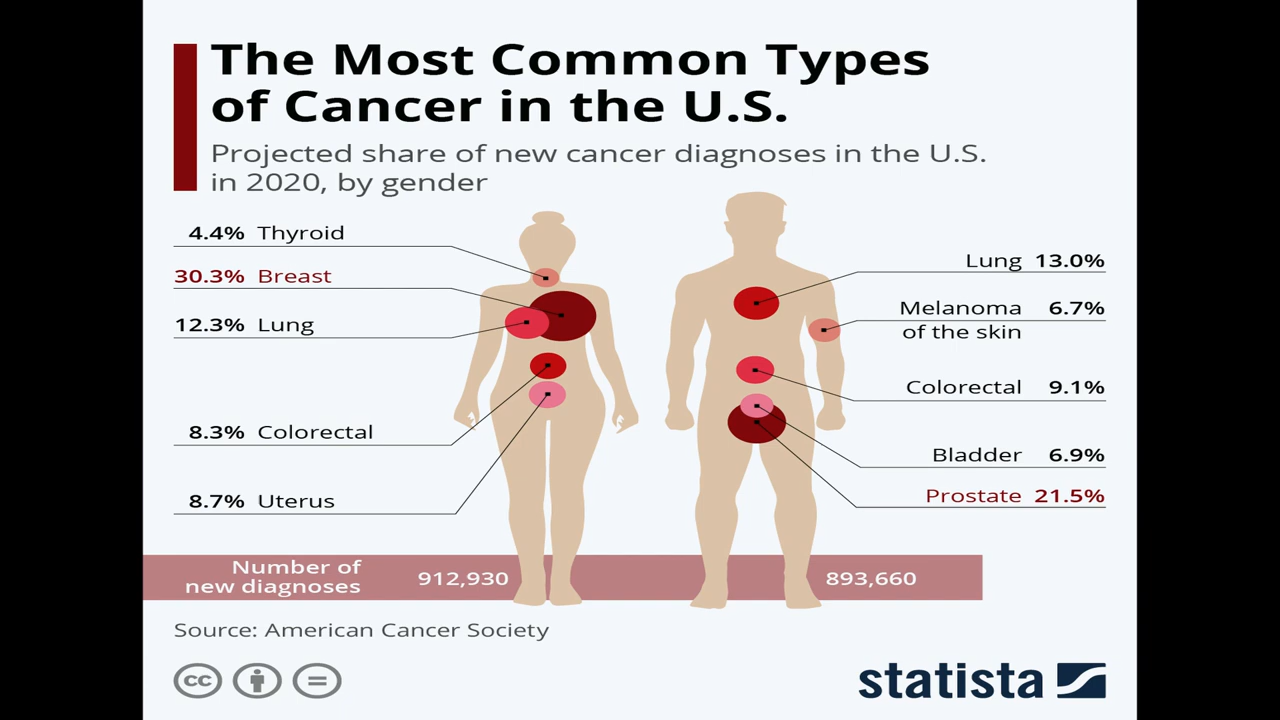 The Most Common Types
of Cancer in the U.S.
Projected share of new cancer diagnoses in the U.S.
in 2020, by gender
4.4% Thyroid
30.3% Breast
12.3% Lung
8.3% Colorectal
8.7% Uterus
Lung 13.0%
Melanoma 6.7%
of the skin
Colorectal 9.1%
Bladder 6.9%
Prostate 21.5%
Number of
new diagnoses
912,930
893,660
Source: American Cancer Society
cc
statista